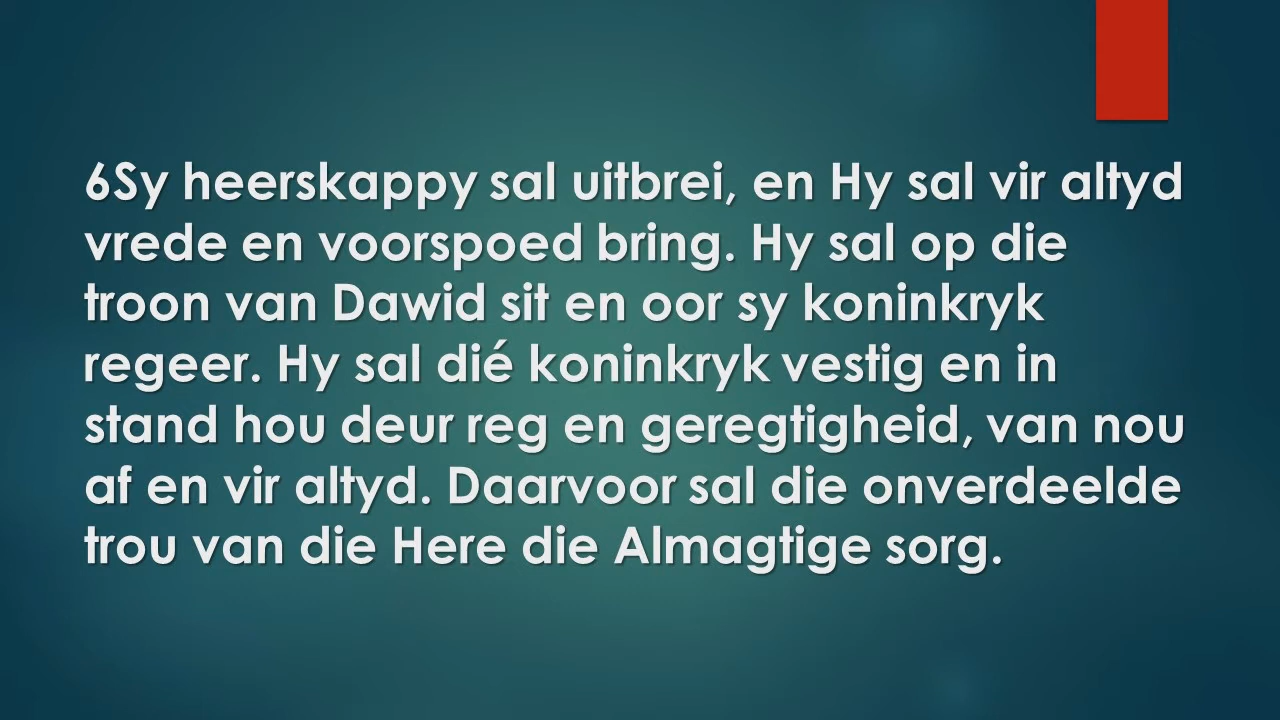 6Sy heerskappy sal uitbrei, en Hy sal vir altyd
vrede en voorspoed bring. Hy sal op die
troon van Dawid sit en oor sy koninkryk
regeer. Hy sal dié koninkryk vestig en in
stand hou deur reg en geregtigheid, van nou
af en vir altyd. Daarvoor sal die onverdeelde
trou van die Here die Almagtige sorg.